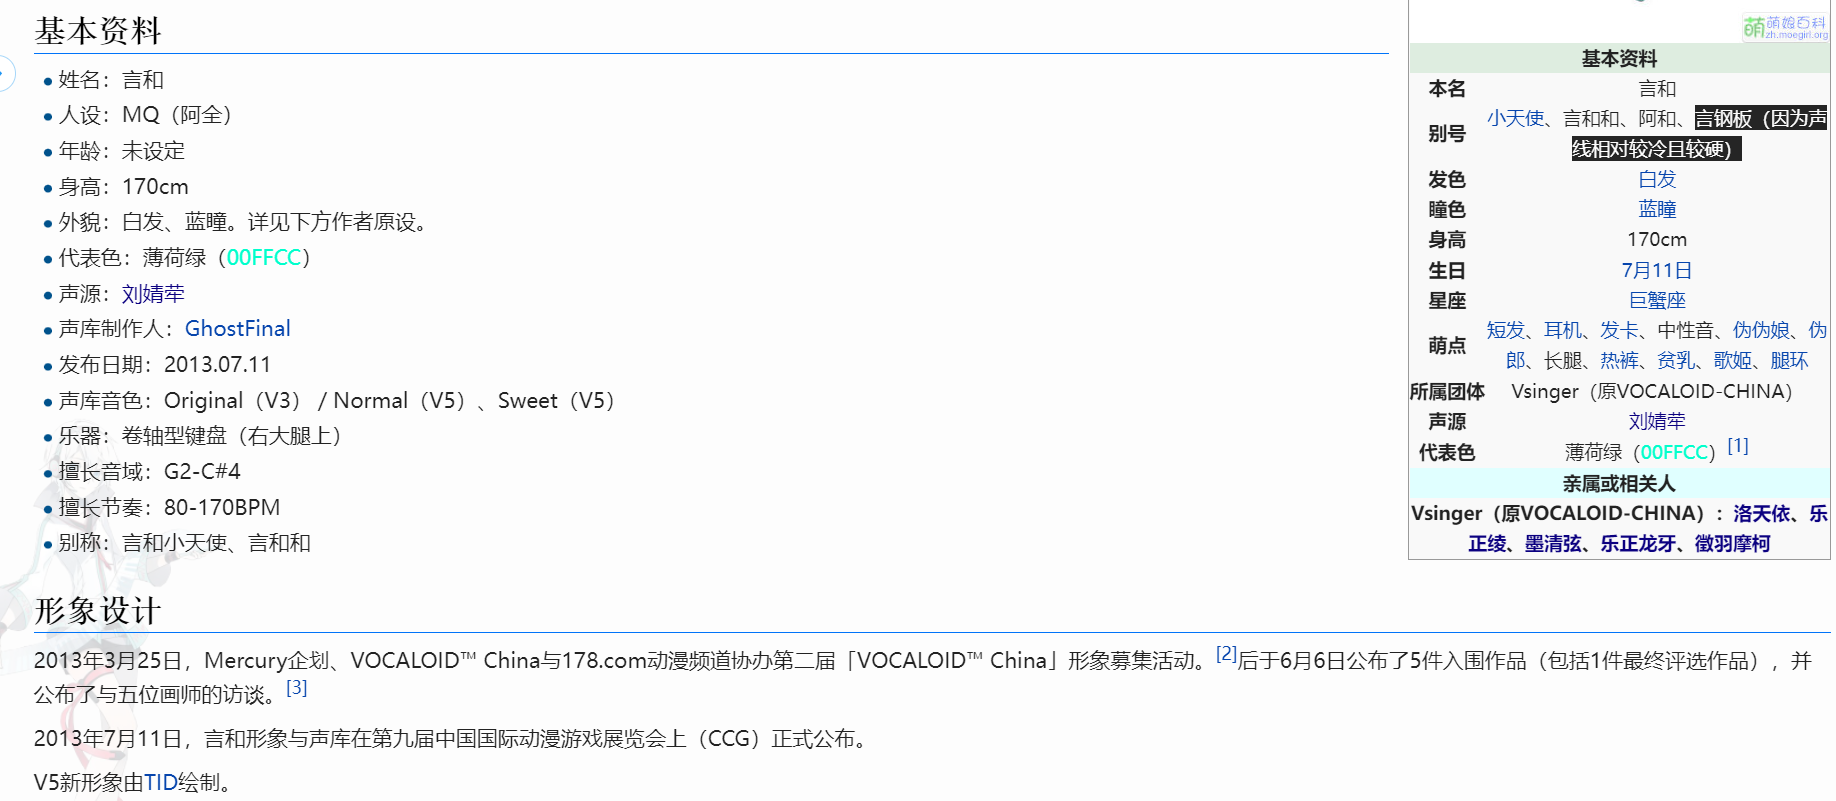 基本资料
姓名：言和
人设：MQ（阿全）
年龄：未设定
身高：170cm
外貌：白发、蓝瞳。详见下方作者原设。
代表色：薄荷绿（00FFCC）
声源：刘婧荦
声库制作人：GhostFinal
发布日期：2013.07.11
声库音色：Original（V3） / Normal（V5）、Sweet（V5）
乐器：卷轴型键盘（右大腿上）
擅长音域：G2-C#4
擅长节奏：80-170BPM
别称：言和小天使、言和和
形象设计
2013年3月25日，Mercury企划、VOCALOID™ China与178.com动漫频道协办第二届「VOCALOID™ China」形象募集活动。[2]后于6月6日公布了5件入围作品（包括1件最终评选作品），并
公布了与五位画师的访谈。[3]
2013年7月11日，言和形象与声库在第九届中国国际动漫游戏展览会上（CCG）正式公布。
V5新形象由TID绘制。
萌 萌娘百科
zh.moegirl.org
基本资料
本名 言和
别号 小天使、言和和、阿和、言钢板（因为声
线相对较冷且较硬）
发色 白发
瞳色 蓝瞳
身高 170cm
生日 7月11日
星座 巨蟹座
萌点 短发、耳机、发卡、中性音、伪伪娘、伪
郎、长腿、热裤、贫乳、歌姬、腿环
所属团体 Vsinger（原VOCALOID-CHINA）
声源 刘婧荦
代表色 薄荷绿（00FFCC）[1]
亲属或相关人
Vsinger（原VOCALOID-CHINA）：洛天依、乐
正绫、墨清弦、乐正龙牙、徵羽摩柯